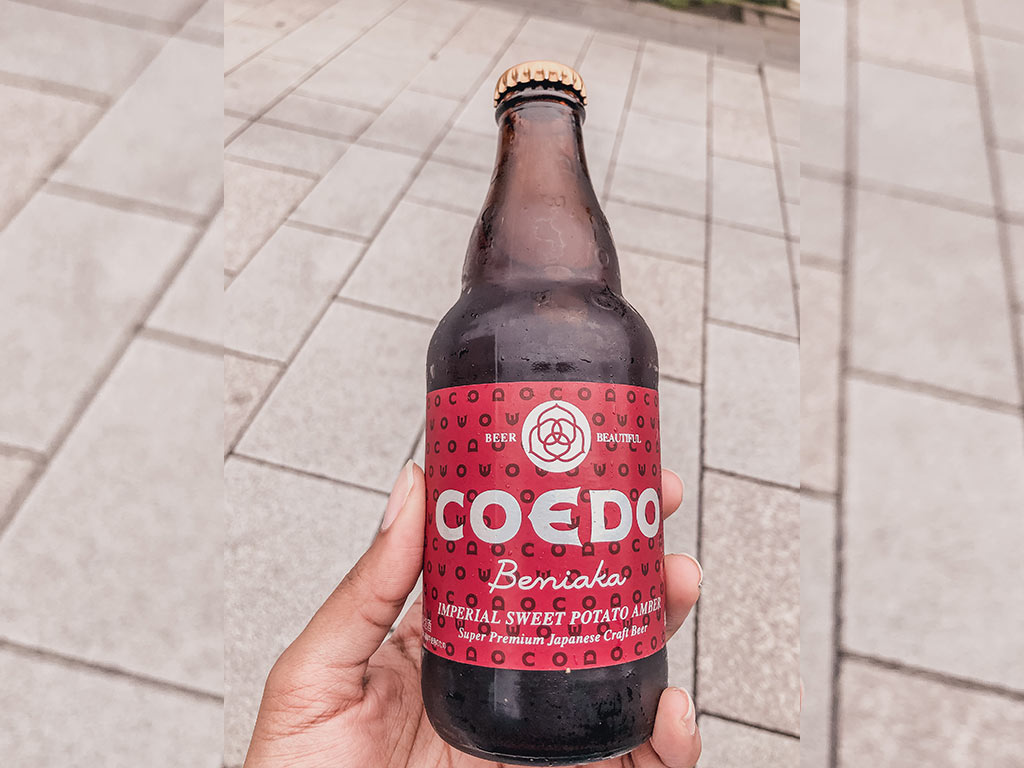 BEER BEAUTIFUL
COEDO
Beniaka
IMPERIAL SWEET POTATO AMBER
Super Premium Japanese Craft Beer